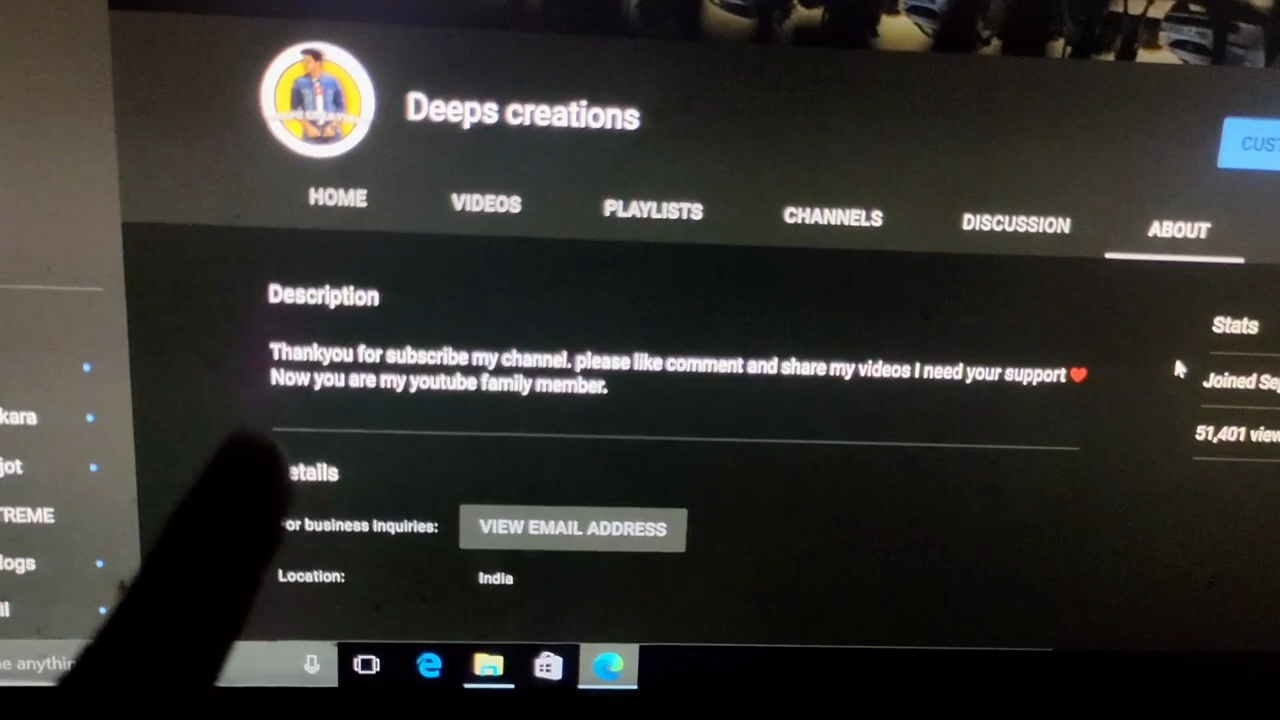 Deeps creations
CUS
HOME VIDEOS PLAYLISTS CHANNELS DISCUSSION ABOUT
Description
Thankyou for subscribe my channel. please like comment and share my videos I need your support ❤
Now you are my youtube family member.
Stats
Joined Se
51,401 view
kara
jot
TREME
logs
etails
or business inquiries: VIEW EMAIL ADDRESS
Location: India
e anythin